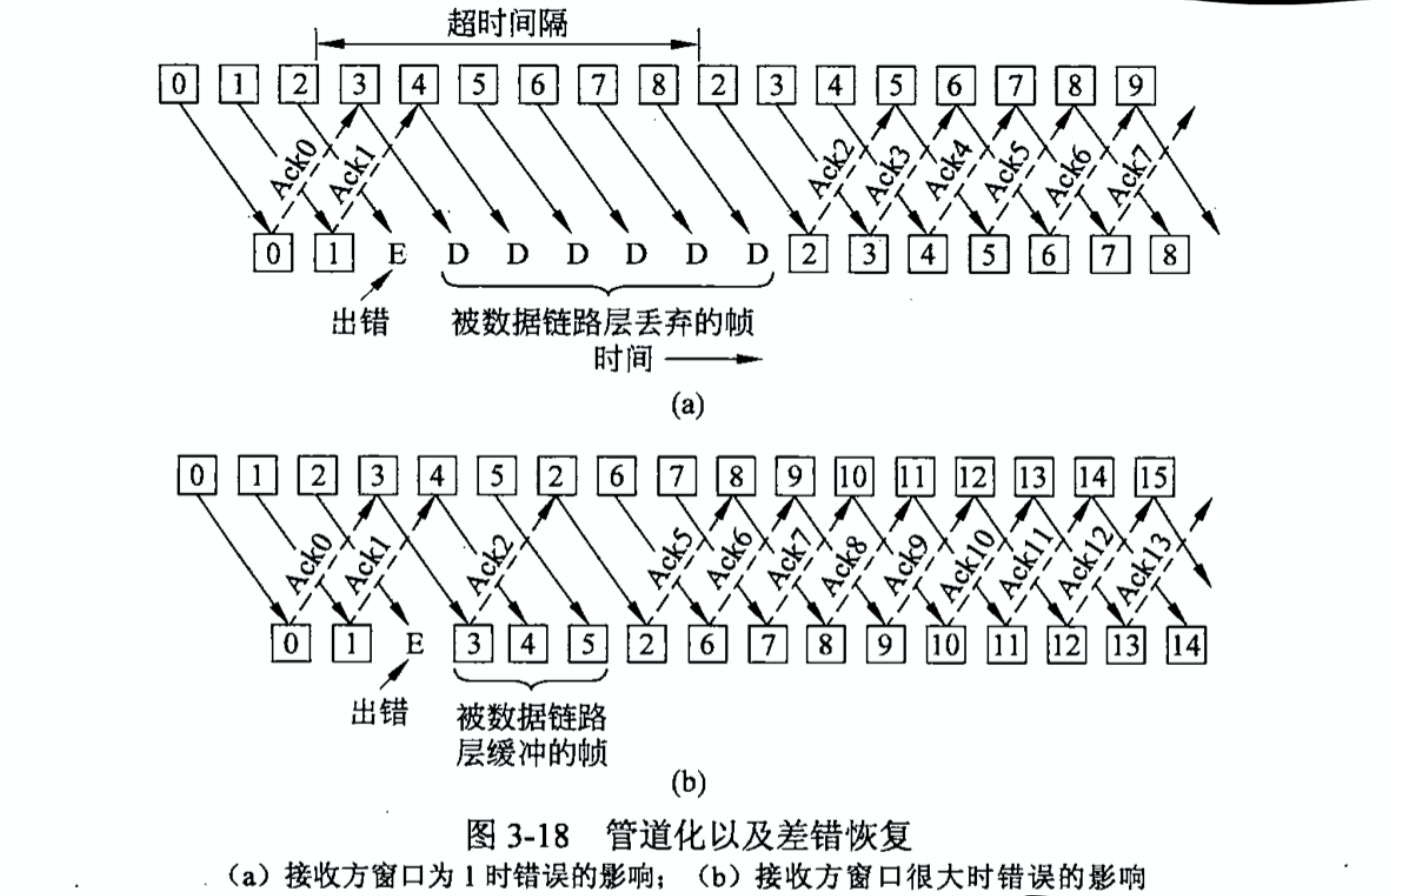 超时间隔
0 1 2 3 4 5 6 7 8 2 3 4 5 6 7 8 9
Ack0 Ack1 Ack2 Ack3 Ack4 Ack5 Ack6 Ack7
0 1 E D D D D D D 2 3 4 5 6 7 8
出错 被数据链路层丢弃的帧
时间
(a)
0 1 2 3 4 5 2 6 7 8 9 10 11 12 13 14 15
Ack0 Ack1 Ack2 Ack5 Ack6 Ack7 Ack8 Ack9 Ack10 Ack11 Ack12 Ack13
0 1 E 3 4 5 2 6 7 8 9 10 11 12 13 14
出错 被数据链路
层缓冲的帧
(b)
图 3-18 管道化以及差错恢复
（a）接收方窗口为 1 时错误的影响；（b）接收方窗口很大时错误的影响